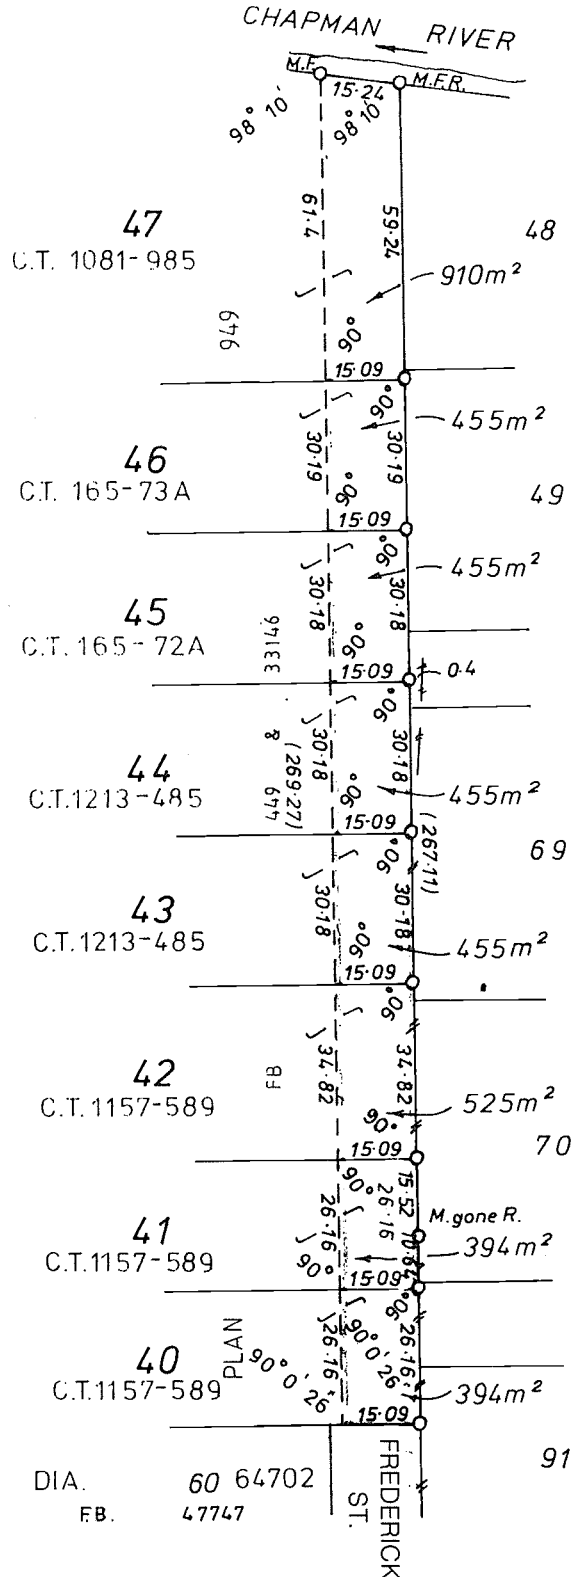 CHAPMAN RIVER
M.F.
15·24
M.F.R.
98° 10'
98° 10'
47
C.T. 1081-985
61·4
59·24
48
910m²
949
90°
15·09
90°
455m²
46
C.T. 165-73A
30·19
30·19
49
90°
15·09
90°
455m²
45
C.T. 165-72A
33146
30·18
30·18
90°
15·09
0·4
90°
44
C.T. 1213-485
&
649
(269·27)
30·18
30·18
90°
455m²
15·09
(267·11)
90°
69
43
C.T. 1213-485
30·18
30·18
90°
455m²
15·09
90°
42
C.T. 1157-589
FB
34·82
34·82
525m²
90°
70
15·09
90°
15·52
26·16
M.gone R.
41
C.T. 1157-589
26·16
10·64
394m²
90°
15·09
90°
40
C.T. 1157-589
PLAN
26·16
26·16
90° 0' 26"
90° 0' 26"
394m²
15·09
91
DIA. 60 64702
F.B. 47747
FREDERICK
ST.